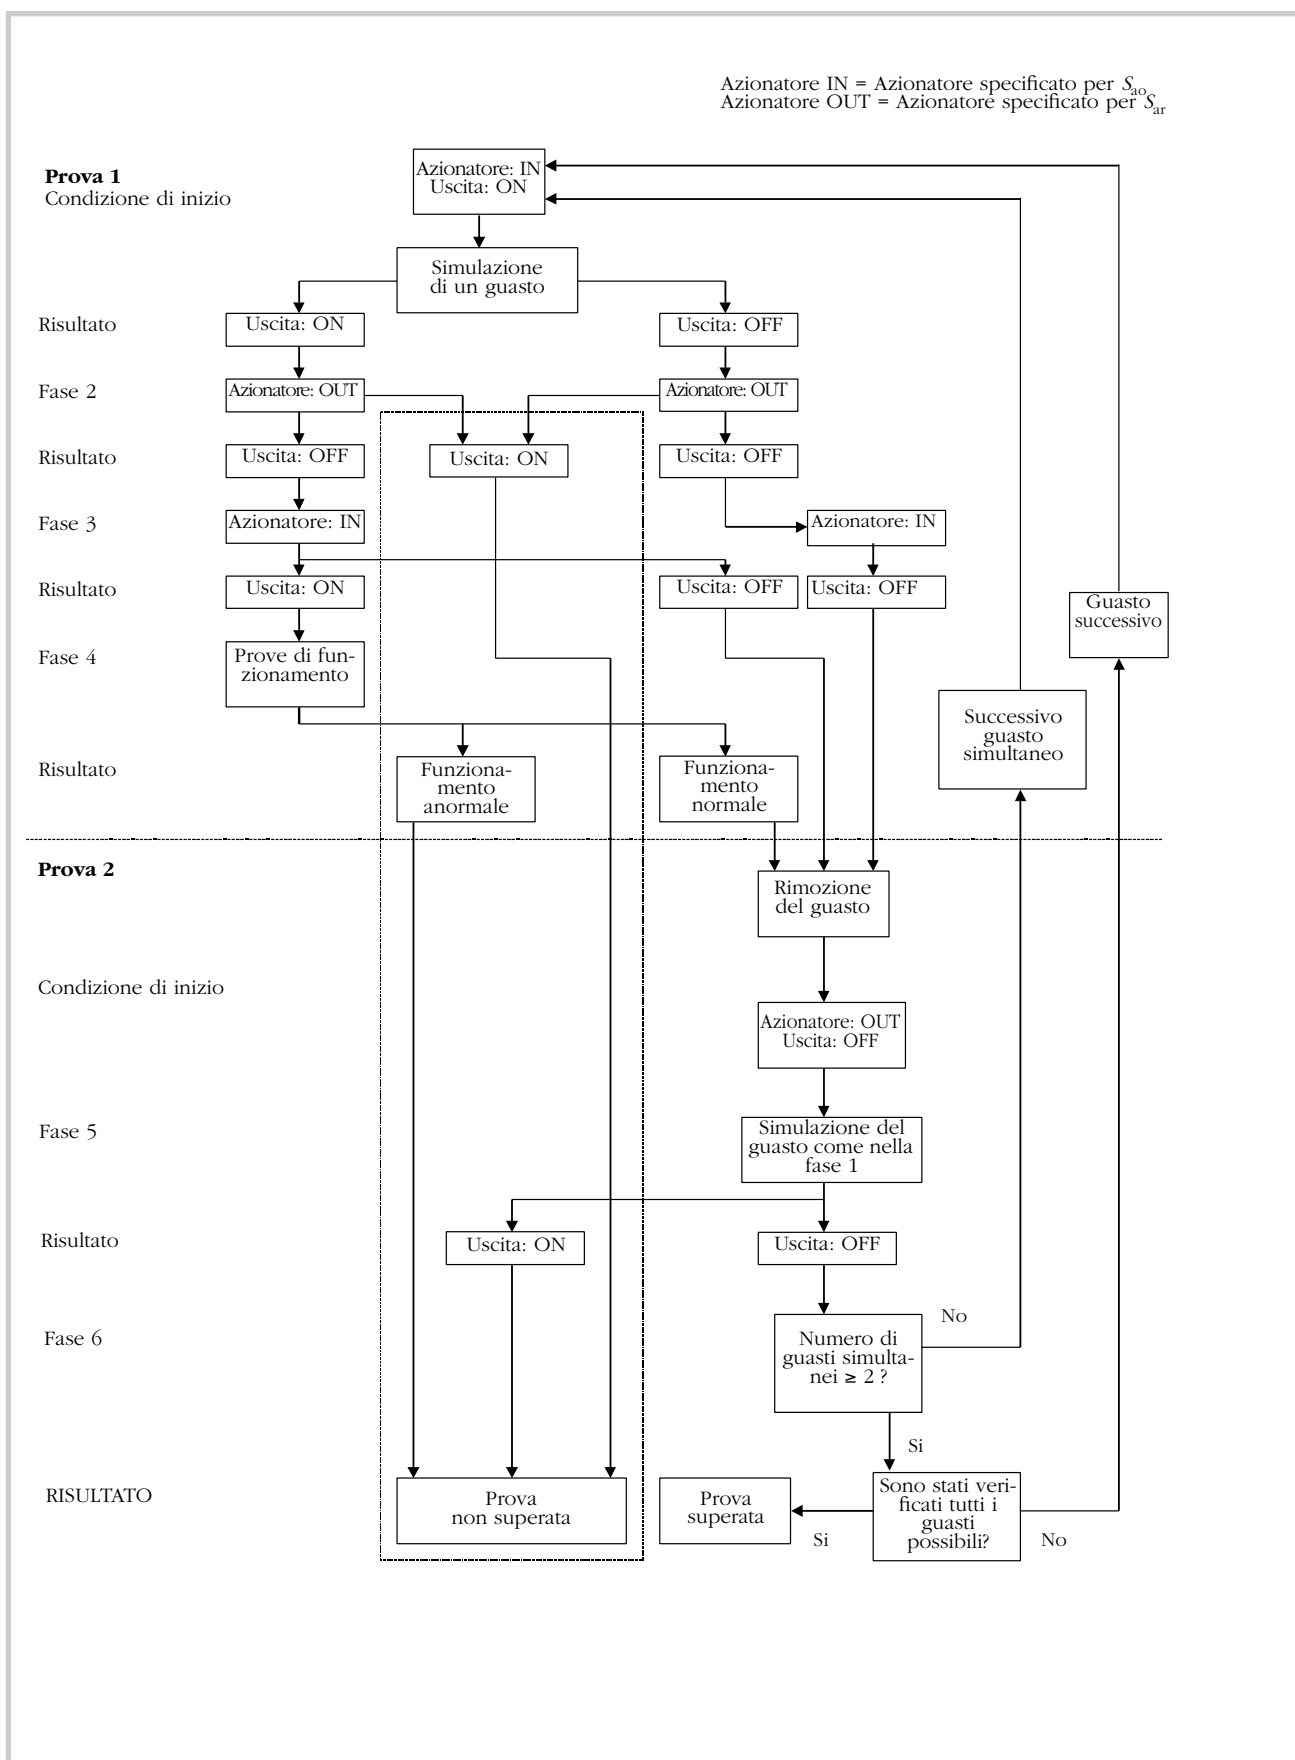 Azionatore IN = Azionatore specificato per Sao
Azionatore OUT = Azionatore specificato per Sar
Prova 1
Condizione di inizio
Azionatore: IN
Uscita: ON
Simulazione
di un guasto
Risultato
Uscita: ON
Uscita: OFF
Fase 2
Azionatore: OUT
Azionatore: OUT
Risultato
Uscita: OFF
Uscita: ON
Uscita: OFF
Fase 3
Azionatore: IN
Azionatore: IN
Risultato
Uscita: ON
Uscita: OFF
Uscita: OFF
Guasto
successivo
Fase 4
Prove di fun-
zionamento
Successivo
guasto
simultaneo
Risultato
Funziona-
mento
anormale
Funziona-
mento
normale
Prova 2
Rimozione
del guasto
Condizione di inizio
Azionatore: OUT
Uscita: OFF
Fase 5
Simulazione del
guasto come nella
fase 1
Risultato
Uscita: ON
Uscita: OFF
Fase 6
Numero di
guasti simulta-
nei ≥ 2 ?
No
Si
RISULTATO
Prova
non superata
Prova
superata
Si
Sono stati veri-
ficati tutti i
guasti
possibili?
No